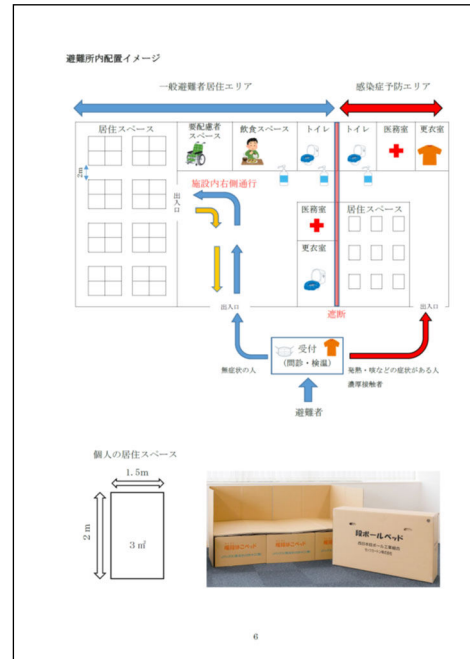 避難所内配置イメージ
一般避難者居住エリア
感染症予防エリア
居住スペース
要配慮者
スペース
飲食スペース
トイレ
トイレ
医務室
更衣室
2m
施設内右側通行
出入口
医務室
居住スペース
更衣室
出入口
出入口
遮断
受付
(問診・検温)
無症状の人
発熱・咳などの症状がある人
濃厚接触者
避難者
個人の居住スペース
1.5m
2m
3㎡
段ボールベッド
6